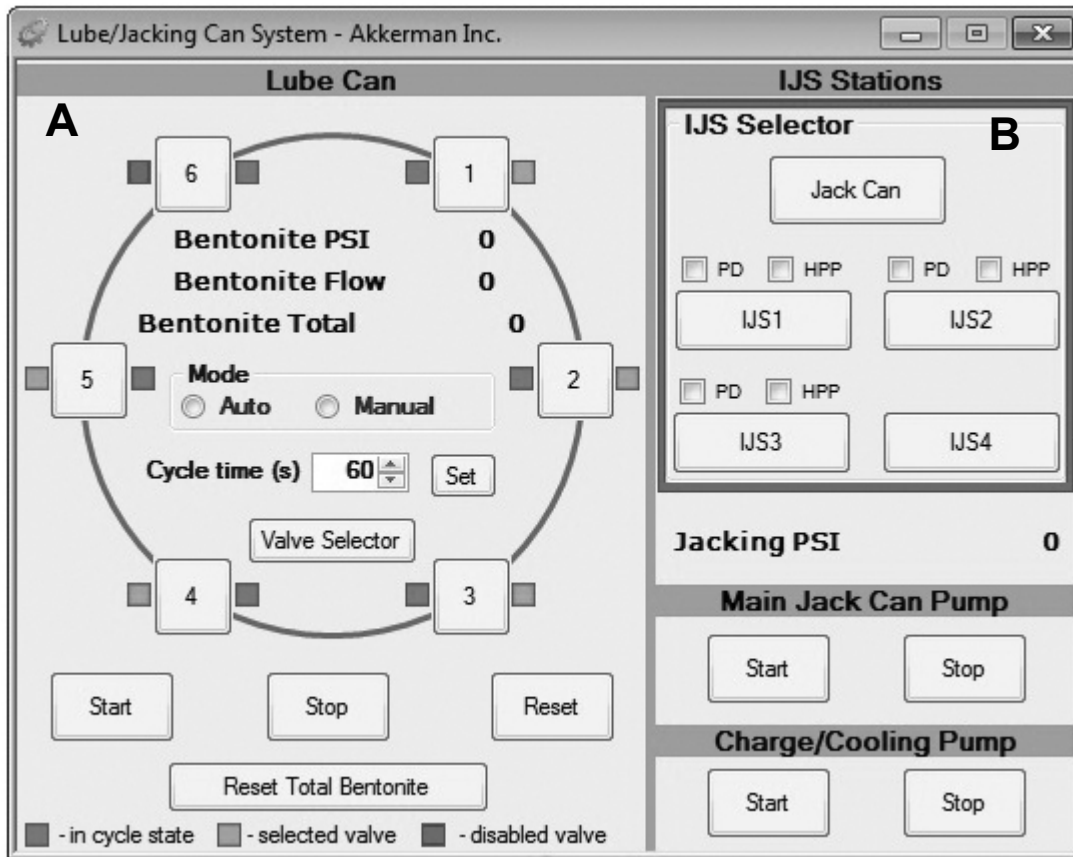 Lube/Jacking Can System - Akkerman Inc.
Lube Can
A
6
1
Bentonite PSI 0
Bentonite Flow 0
Bentonite Total 0
5
2
Mode
Auto Manual
Cycle time (s) 60 Set
Valve Selector
4
3
Start Stop Reset
Reset Total Bentonite
- in cycle state - selected valve - disabled valve
IJS Stations
IJS Selector
B
Jack Can
PD HPP PD HPP
IJS1 IJS2
PD HPP
IJS3 IJS4
Jacking PSI 0
Main Jack Can Pump
Start Stop
Charge/Cooling Pump
Start Stop